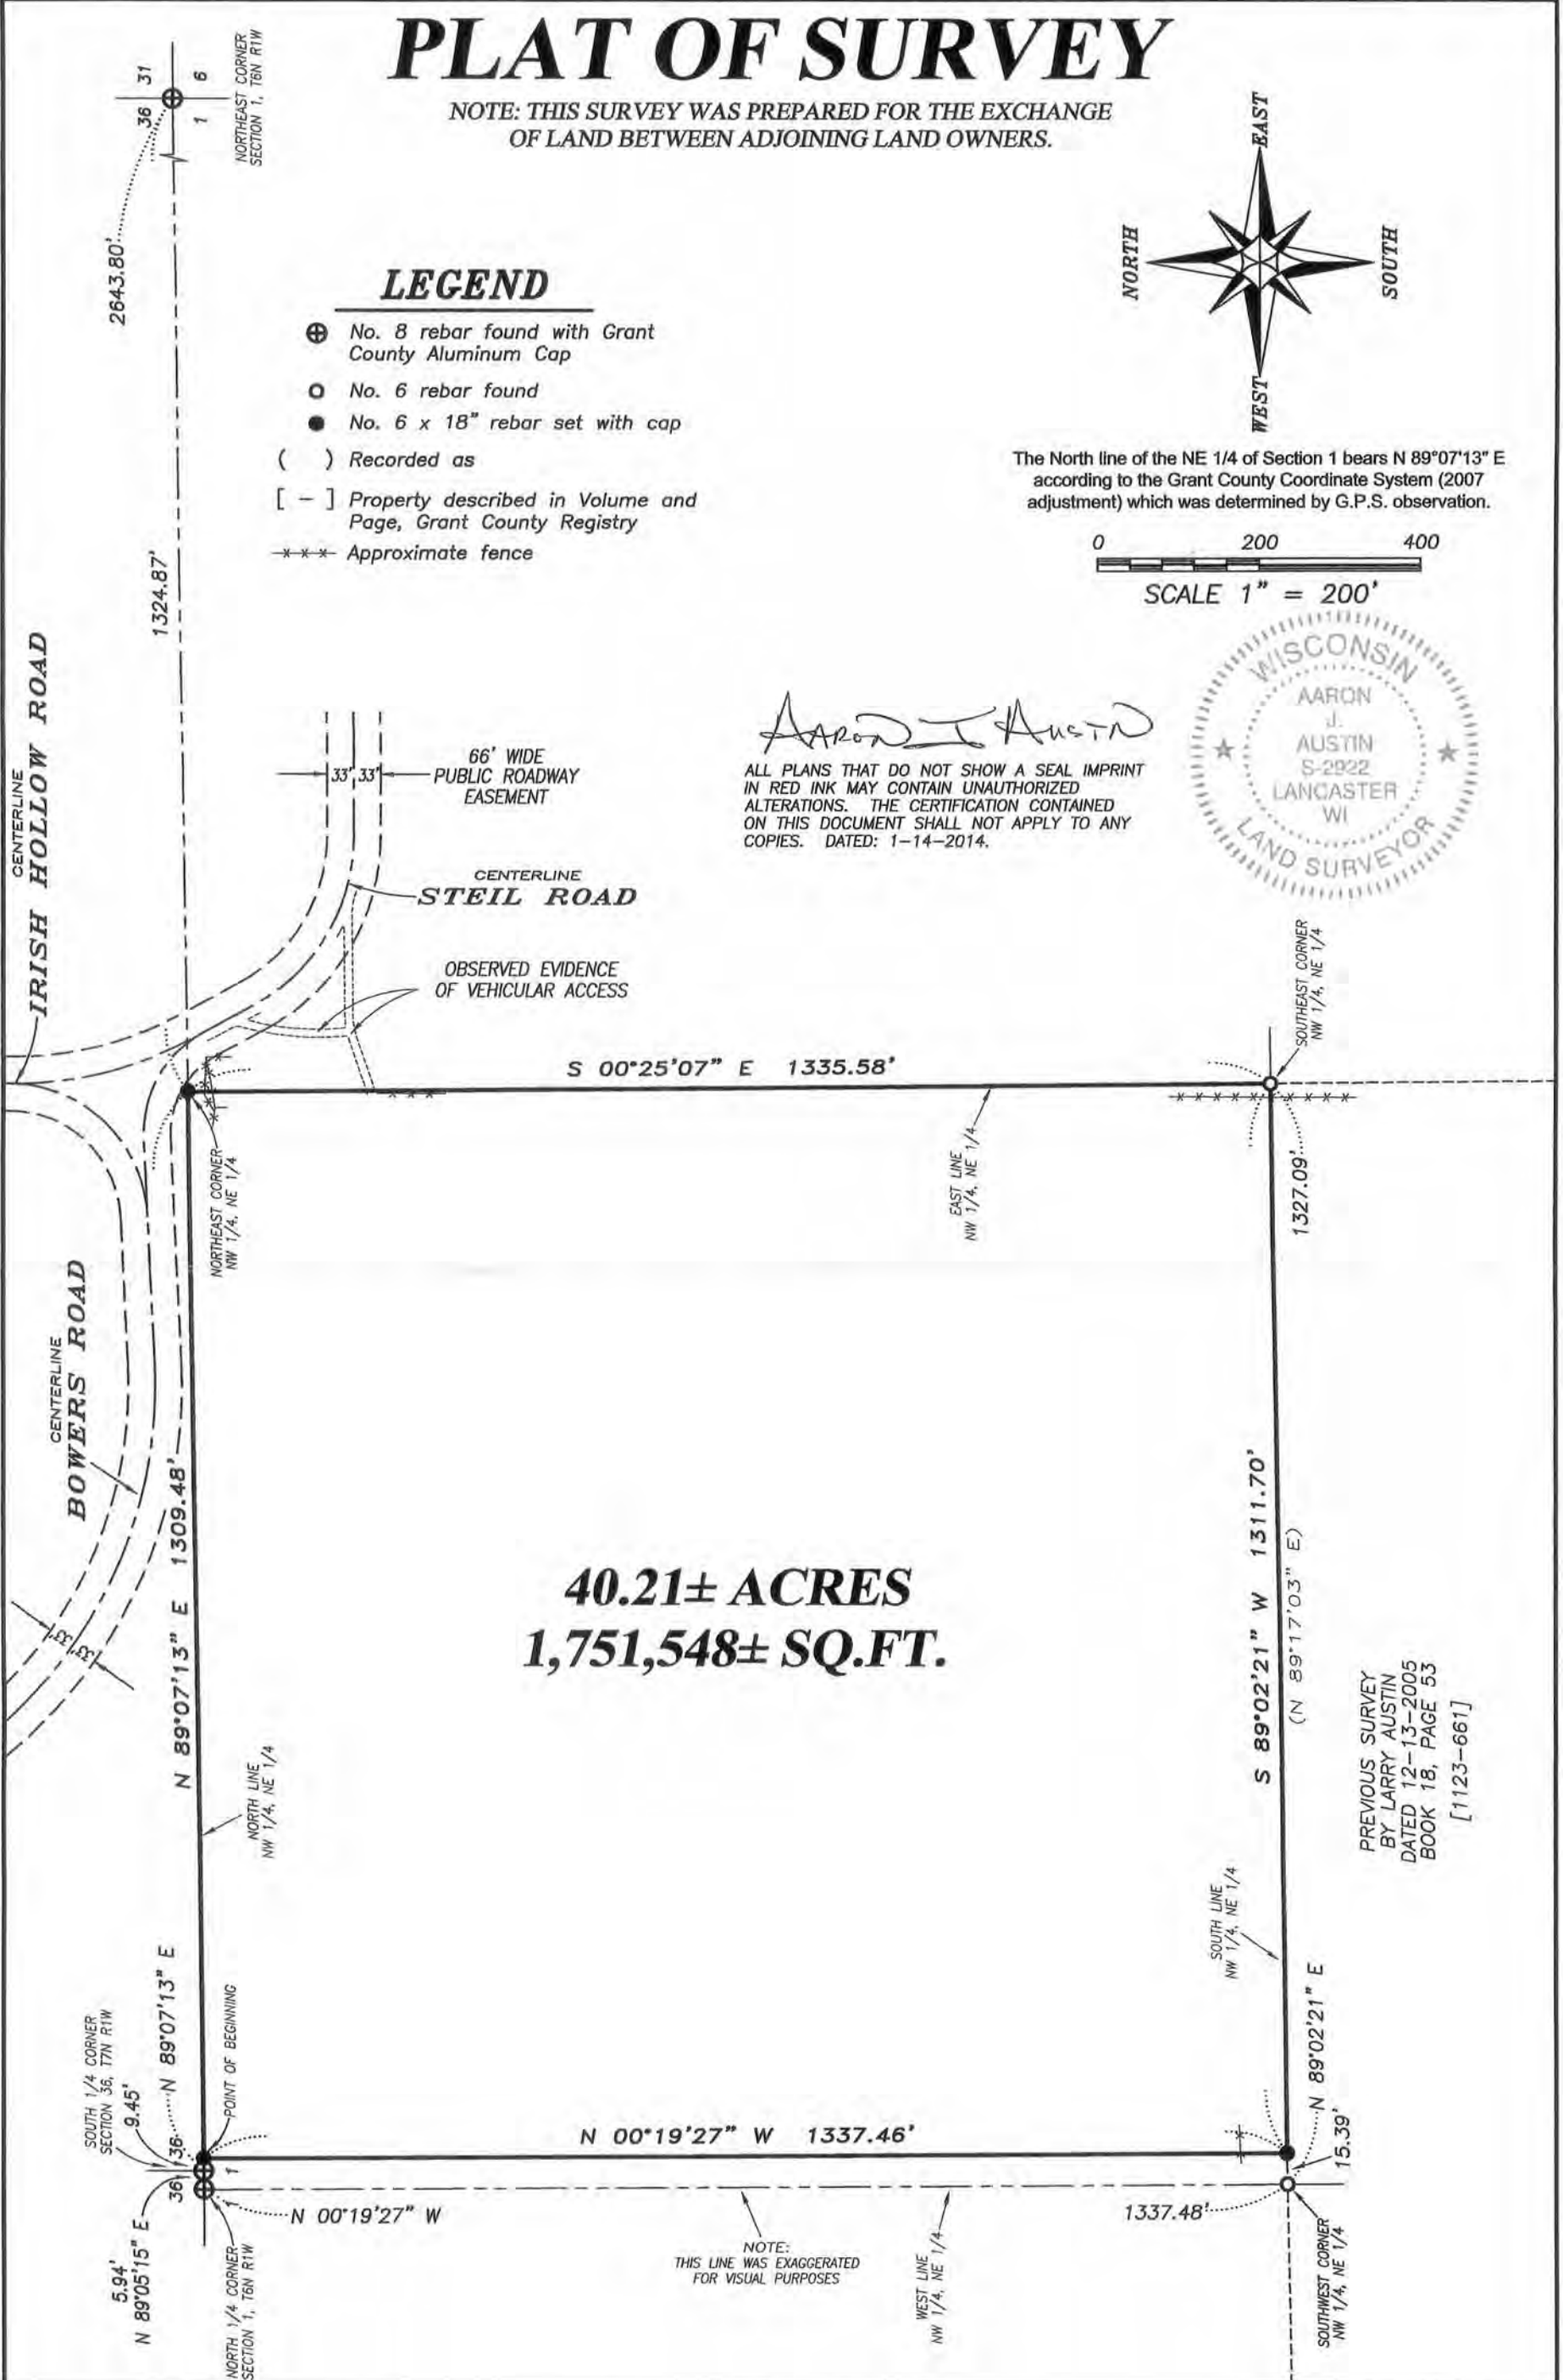 PLAT OF SURVEY
NOTE: THIS SURVEY WAS PREPARED FOR THE EXCHANGE
OF LAND BETWEEN ADJOINING LAND OWNERS.
36 31
1 6
NORTHEAST CORNER
SECTION 1, T6N R1W
2643.80'
1324.87'
LEGEND
No. 8 rebar found with Grant
County Aluminum Cap
No. 6 rebar found
No. 6 x 18" rebar set with cap
( ) Recorded as
[ - ] Property described in Volume and
Page, Grant County Registry
Approximate fence
EAST
NORTH
SOUTH
WEST
The North line of the NE 1/4 of Section 1 bears N 89°07'13" E
according to the Grant County Coordinate System (2007
adjustment) which was determined by G.P.S. observation.
0 200 400
SCALE 1" = 200'
WISCONSIN
AARON
J.
AUSTIN
S-2922
LANCASTER
WI
LAND SURVEYOR
AARON J AUSTIN
ALL PLANS THAT DO NOT SHOW A SEAL IMPRINT
IN RED INK MAY CONTAIN UNAUTHORIZED
ALTERATIONS. THE CERTIFICATION CONTAINED
ON THIS DOCUMENT SHALL NOT APPLY TO ANY
COPIES. DATED: 1-14-2014.
CENTERLINE
IRISH HOLLOW ROAD
33' 33'
66' WIDE
PUBLIC ROADWAY
EASEMENT
CENTERLINE
STEIL ROAD
OBSERVED EVIDENCE
OF VEHICULAR ACCESS
S 00°25'07" E 1335.58'
SOUTHEAST CORNER
NW 1/4, NE 1/4
NORTHEAST CORNER
NW 1/4, NE 1/4
EAST LINE
NW 1/4, NE 1/4
1327.09'
CENTERLINE
BOWERS ROAD
33' 33'
N 89°07'13" E 1309.48'
40.21± ACRES
1,751,548± SQ.FT.
S 89°02'21" W 1311.70'
(N 89°17'03" E)
PREVIOUS SURVEY
BY LARRY AUSTIN
DATED 12-13-2005
BOOK 18, PAGE 53
[1123-661]
NORTH LINE
NW 1/4, NE 1/4
SOUTH LINE
NW 1/4, NE 1/4
SOUTH 1/4 CORNER
SECTION 36, T7N R1W
9.45'
N 89°07'13" E
POINT OF BEGINNING
36 36
1 1
N 00°19'27" W 1337.46'
N 89°02'21" E
15.39'
5.94'
N 89°05'15" E
N 00°19'27" W
1337.48'
NORTH 1/4 CORNER
SECTION 1, T6N R1W
NOTE:
THIS LINE WAS EXAGGERATED
FOR VISUAL PURPOSES
WEST LINE
NW 1/4, NE 1/4
SOUTHWEST CORNER
NW 1/4, NE 1/4